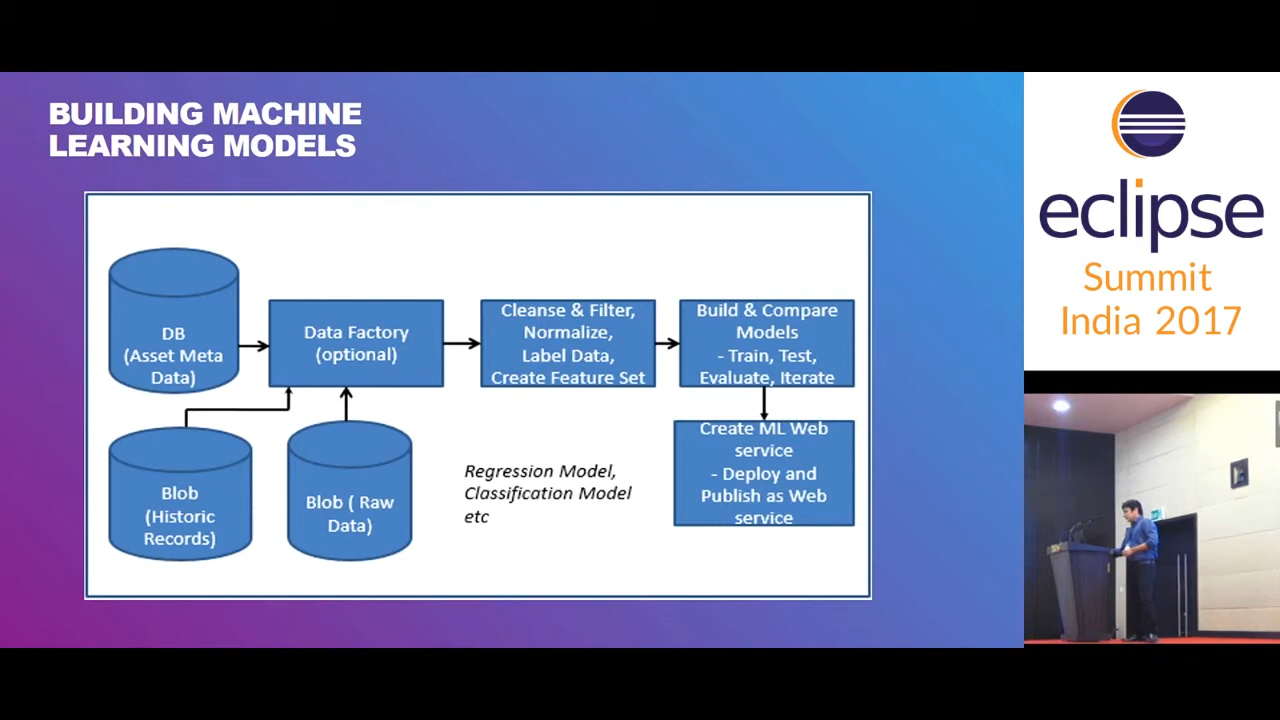 BUILDING MACHINE
LEARNING MODELS
DB
(Asset Meta
Data)
Data Factory
(optional)
Cleanse & Filter,
Normalize,
Label Data,
Create Feature Set
Build & Compare
Models
- Train, Test,
Evaluate, Iterate
Blob
(Historic
Records)
Blob ( Raw
Data)
Regression Model,
Classification Model
etc
Create ML Web
service
- Deploy and
Publish as Web
service
eclipse
Summit
India 2017